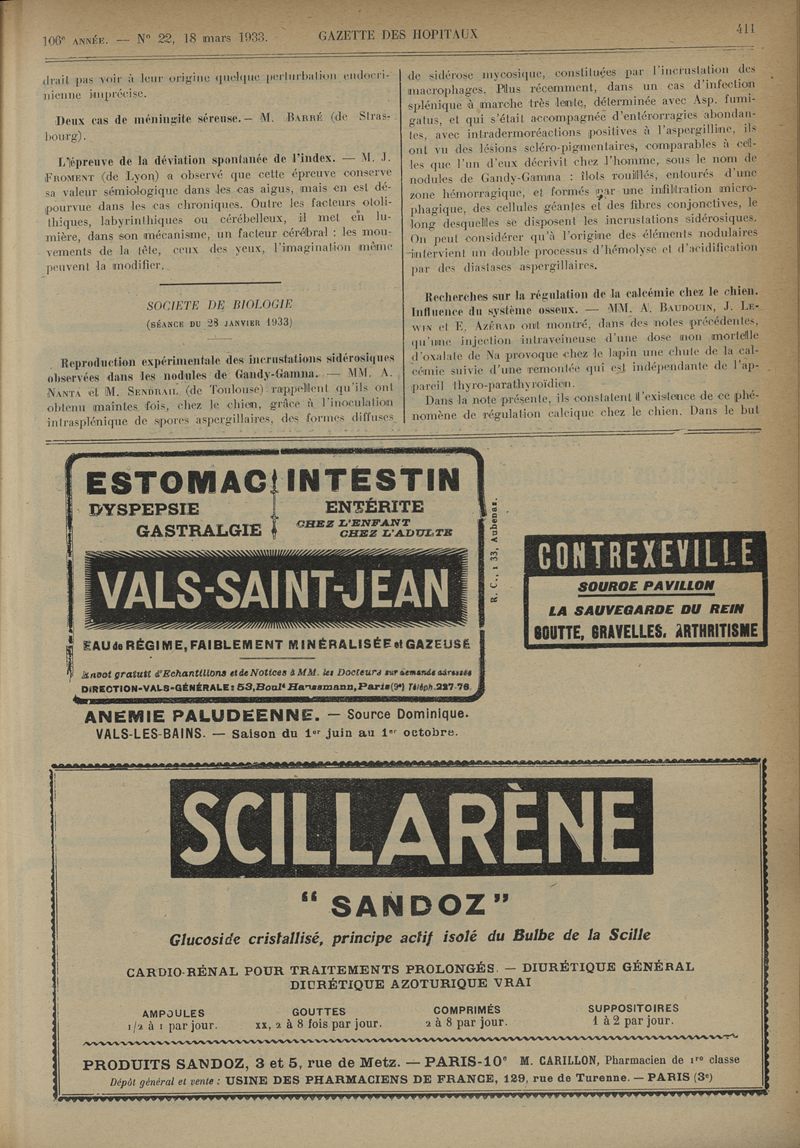 106e ANNÉE. — No 22, 18 mars 1933.
GAZETTE DES HOPITAUX
411
drait pas voir à leur origine quelque perturbation endocri-
nienne imprécise.
Deux cas de méningite séreuse. — M. BARRÉ (de Stras-
bourg).
L'épreuve de la déviation spontanée de l'index. — M. J.
FROMENT (de Lyon) a observé que cette épreuve conserve
sa valeur sémiologique dans les cas aigus, mais en est dé-
pourvue dans les cas chroniques. Outre les facteurs otoli-
thiques, labyrinthiques ou cérébelleux, il met en lu-
mière, dans son mécanisme, un facteur cérébral : les mou-
vements de la tête, ceux des yeux, l'imagination même
peuvent la modifier.
SOCIETE DE BIOLOGIE
(SÉANCE DU 28 JANVIER 1933)
Reproduction expérimentale des incrustations sidérosiques
observées dans les nodules de Gandy-Gamna. — MM. A.
NANTA et M. SENDRAIL (de Toulouse) rappellent qu'ils ont
obtenu maintes fois, chez le chien, grâce à l'inoculation
intrasplénique de spores aspergillaires, des formes diffuses
de sidérose mycosique, constituées par l'incrustation des
macrophages. Plus récemment, dans un cas d'infection
splénique à marche très lente, déterminée avec Asp. fumi-
gatus, et qui s'était accompagnée d'entérorragies abondan-
tes, avec intradermoréactions positives à l'aspergilline, ils
ont vu des lésions scléro-pigmentaires, comparables à cel-
les que l'un d'eux décrivit chez l'homme, sous le nom de
nodules de Gandy-Gamna : îlots rouillés, entourés d'une
zone hémorragique, et formés par une infiltration micro-
phagique, des cellules géantes et des fibres conjonctives, le
long desquelles se disposent les incrustations sidérosiques.
On peut considérer qu'à l'origine des éléments nodulaires
intervient un double processus d'hémolyse et d'acidification
par des diastases aspergillaires.
Recherches sur la régulation de la calcémie chez le chien.
Influence du système osseux. — MM. A. BAUDOUIN, J. LE-
WIN et E. AZÉRAD ont montré, dans des notes précédentes,
qu'une injection intraveineuse d'une dose non mortelle
d'oxalate de Na provoque chez le lapin une chute de la cal-
cémie suivie d'une remontée qui est indépendante de l'ap-
pareil thyro-parathyroïdien.
Dans la note présente, ils constatent l'existence de ce phé-
nomène de régulation calcique chez le chien. Dans le but
ESTOMAC INTESTIN
DYSPEPSIE
GASTRALGIE
ENTÉRITE
CHEZ L'ENFANT
CHEZ L'ADULTE
VALS-SAINT-JEAN
EAU de RÉGIME, FAIBLEMENT MINÉRALISÉE et GAZEUSE
Envoi gratuit d'Echantillons et de Notices à MM. les Docteurs sur demande adressée
DIRECTION-VALS-GÉNÉRALE: 53, Boult Haussmann, Paris (9e) Téléph. 227-76
R. C., 1 33, Aubenas.
ANEMIE PALUDEENNE. — Source Dominique.
VALS-LES-BAINS. — Saison du 1er juin au 1er octobre.
CONTREXEVILLE
SOURCE PAVILLON
LA SAUVEGARDE DU REIN
GOUTTE, GRAVELLES, ARTHRITISME
SCILLARÈNE
“ SANDOZ ”
Glucoside cristallisé, principe actif isolé du Bulbe de la Scille
CARDIO-RÉNAL POUR TRAITEMENTS PROLONGÉS. — DIURÉTIQUE GÉNÉRAL
DIURÉTIQUE AZOTURIQUE VRAI
AMPOULES
1/2 à 1 par jour.
GOUTTES
XX, 2 à 8 fois par jour.
COMPRIMÉS
2 à 8 par jour.
SUPPOSITOIRES
1 à 2 par jour.
PRODUITS SANDOZ, 3 et 5, rue de Metz. — PARIS-10e M. CARILLON, Pharmacien de 1re classe
Dépôt général et vente : USINE DES PHARMACIENS DE FRANCE, 129, rue de Turenne. — PARIS (3e)